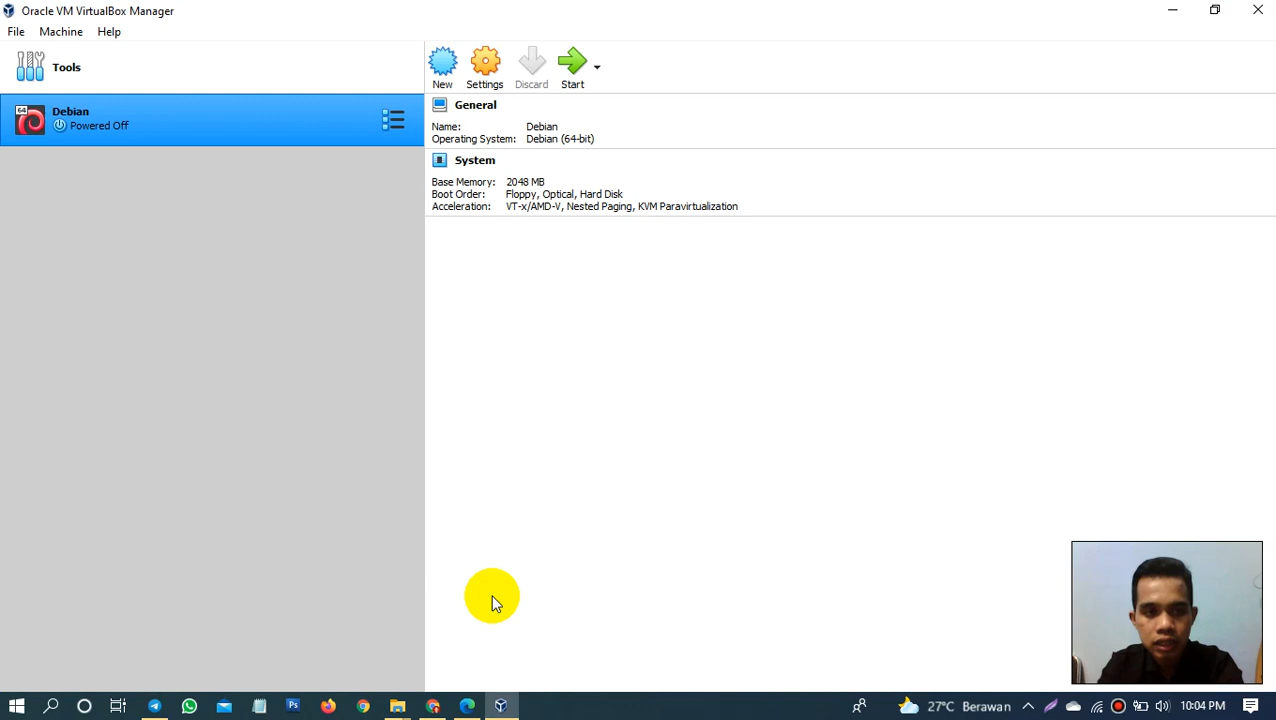 Oracle VM VirtualBox Manager
File Machine Help
Tools
New Settings Discard Start
64
Debian
Powered Off
General
Name: Debian
Operating System: Debian (64-bit)
System
Base Memory: 2048 MB
Boot Order: Floppy, Optical, Hard Disk
Acceleration: VT-x/AMD-V, Nested Paging, KVM Paravirtualization
Ps
27°C Berawan
10:04 PM